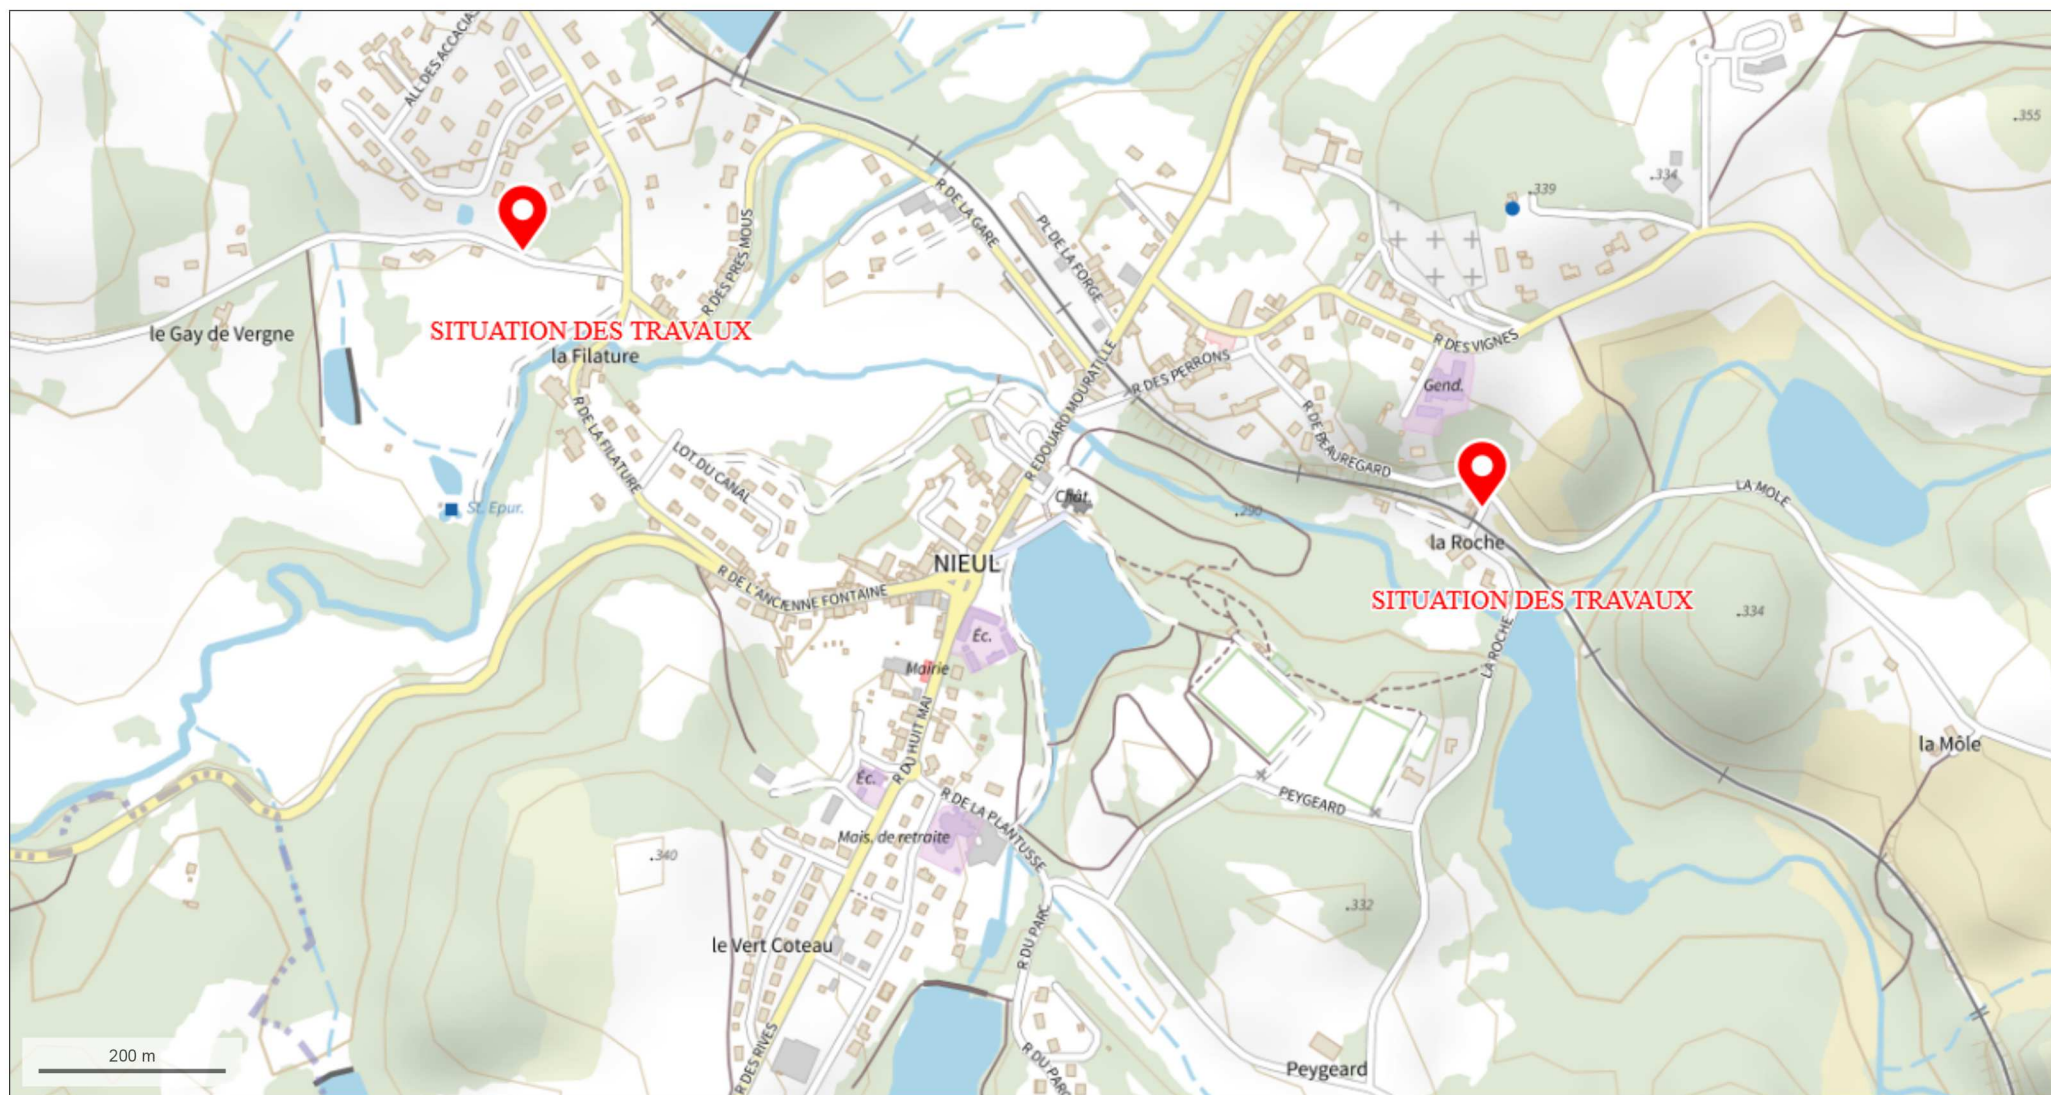 ALL DES ACCACIAS
.355
.334
.339
R DE LA GARE
PL DE LA FORGE
R DES PRES MOUS
le Gay de Vergne
SITUATION DES TRAVAUX
la Filature
R DES VIGNES
R DES PERRONS
R EDOUARD MOURATILLE
Gend.
R DE LA FILATURE
R DE BEAUREGARD
LOT DU CANAL
LA MOLE
Chât.
St. Epur.
.290
la Roche
NIEUL
R DE L'ANCIENNE FONTAINE
SITUATION DES TRAVAUX
.334
Éc.
LA ROCHE
Mairie
R DU HUIT MAI
la Môle
Éc.
R DE LA PLANTUSSE
PEYGEARD
Mais. de retraite
.340
.332
le Vert Coteau
R DU PARC
200 m
R DES RIVES
R DU PARC
Peygeard